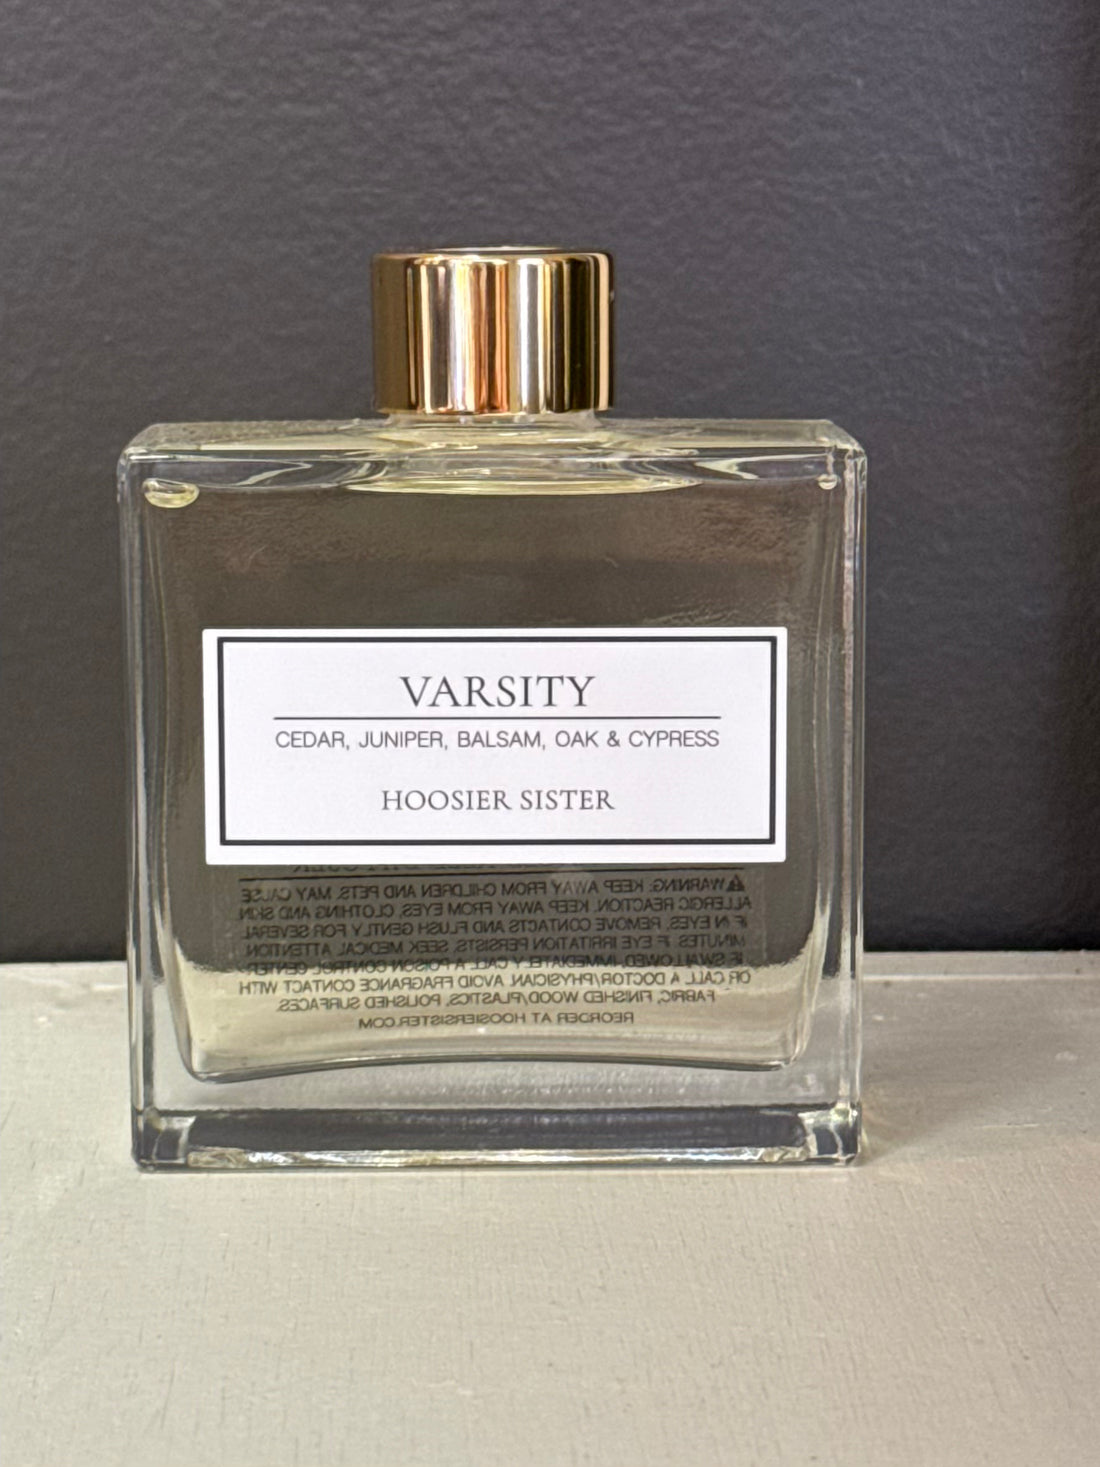 VARSITY
CEDAR, JUNIPER, BALSAM, OAK & CYPRESS
HOOSIER SISTER
WARNING: KEEP AWAY FROM CHILDREN AND PETS. MAY CAUSE
ALLERGIC REACTION. KEEP AWAY FROM EYES, CLOTHING AND SKIN
IF IN EYES, REMOVE CONTACTS AND FLUSH GENTLY FOR SEVERAL
MINUTES. IF EYE IRRITATION PERSISTS, SEEK MEDICAL ATTENTION.
IF SWALLOWED, IMMEDIATELY CALL A POISON CONTROL CENTER
OR CALL A DOCTOR/PHYSICIAN. AVOID FRAGRANCE CONTACT WITH
FABRIC, FINISHED WOOD/PLASTICS, POLISHED SURFACES.
REORDER AT HOOSIERSISTER.COM